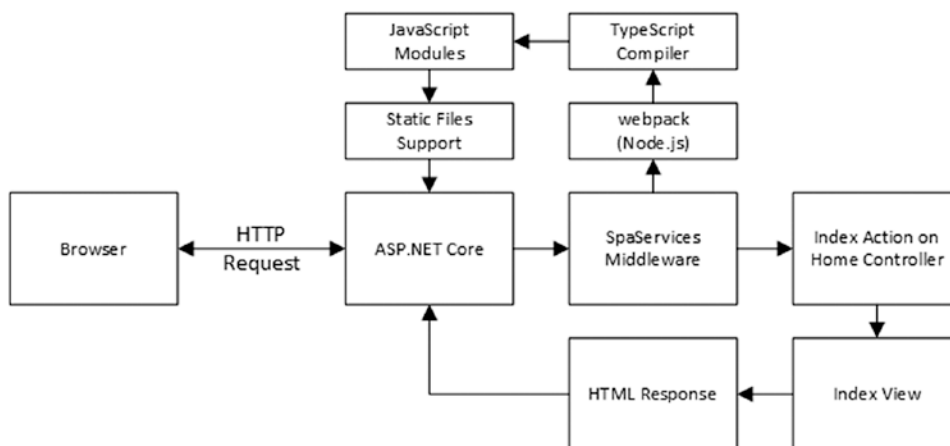 JavaScript
Modules
TypeScript
Compiler
Static Files
Support
webpack
(Node.js)
Browser
HTTP
Request
ASP.NET Core
SpaServices
Middleware
Index Action on
Home Controller
HTML Response
Index View